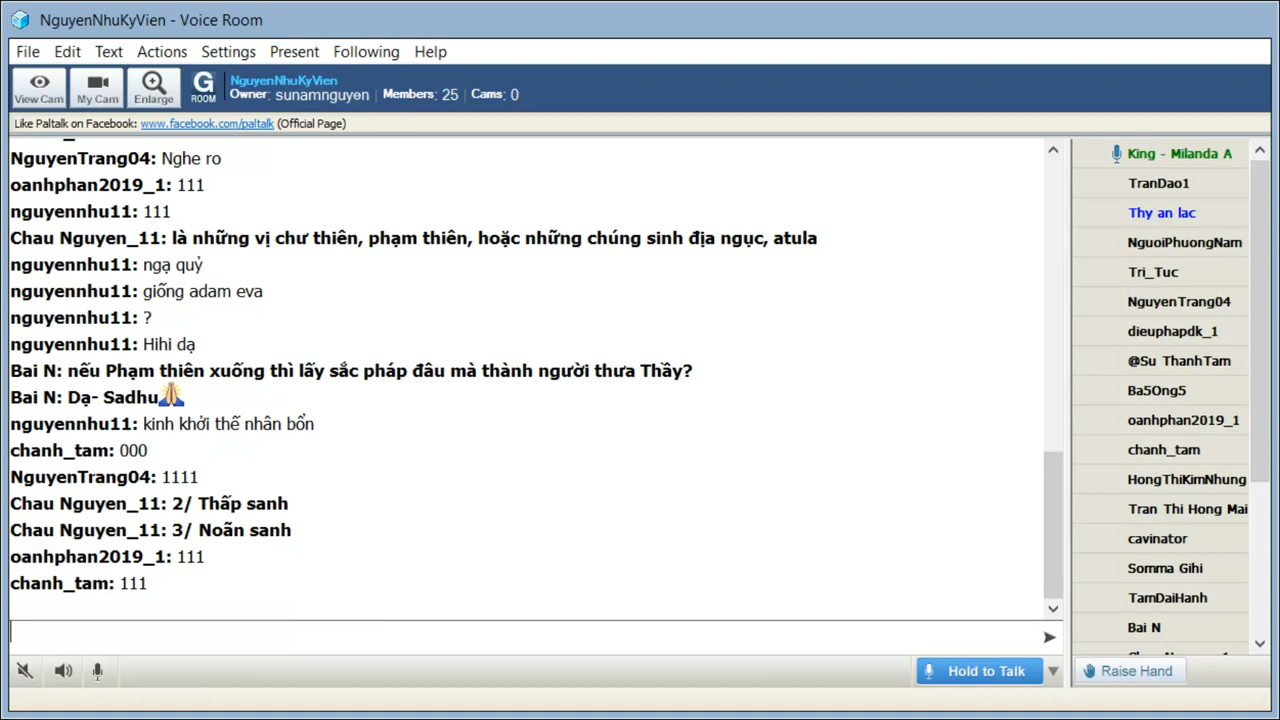 NguyenNhuKyVien - Voice Room
File Edit Text Actions Settings Present Following Help
View Cam
My Cam
Enlarge
G ROOM
NguyenNhuKyVien
Owner: sunamnguyen | Members: 25 | Cams: 0
Like Paltalk on Facebook: www.facebook.com/paltalk (Official Page)
NguyenTrang04: Nghe ro
oanhphan2019_1: 111
nguyennhu11: 111
Chau Nguyen_11: là những vị chư thiên, phạm thiên, hoặc những chúng sinh địa ngục, atula
nguyennhu11: ngạ quỷ
nguyennhu11: giống adam eva
nguyennhu11: ?
nguyennhu11: Hihi dạ
Bai N: nếu Phạm thiên xuống thì lấy sắc pháp đâu mà thành người thưa Thầy?
Bai N: Dạ- Sadhu🙏
nguyennhu11: kinh khởi thế nhân bổn
chanh_tam: 000
NguyenTrang04: 1111
Chau Nguyen_11: 2/ Thấp sanh
Chau Nguyen_11: 3/ Noãn sanh
oanhphan2019_1: 111
chanh_tam: 111
King - Milanda A
TranDao1
Thy an lac
NguoiPhuongNam
Tri_Tuc
NguyenTrang04
dieuphapdk_1
@Su ThanhTam
Ba5Ong5
oanhphan2019_1
chanh_tam
HongThiKimNhung
Tran Thi Hong Mai
cavinator
Somma Gihi
TamDaiHanh
Bai N
Hold to Talk
Raise Hand